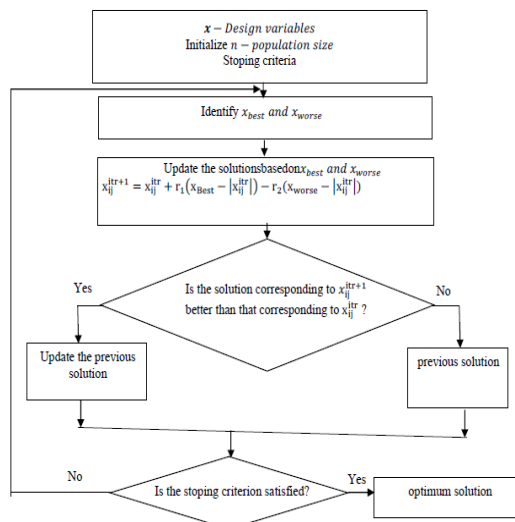 x – Design variables
Initialize n – population size
Stoping criteria
Identify x_best and x_worse
Update the solutionsbasedonx_best and x_worse
x_ij^itr+1 = x_ij^itr + r_1(x_Best − |x_ij^itr|) − r_2(x_worse − |x_ij^itr|)
Is the solution corresponding to x_ij^itr+1
better than that corresponding to x_ij^itr ?
Yes
No
Update the previous
solution
previous solution
Is the stoping criterion satisfied?
No
Yes
optimum solution